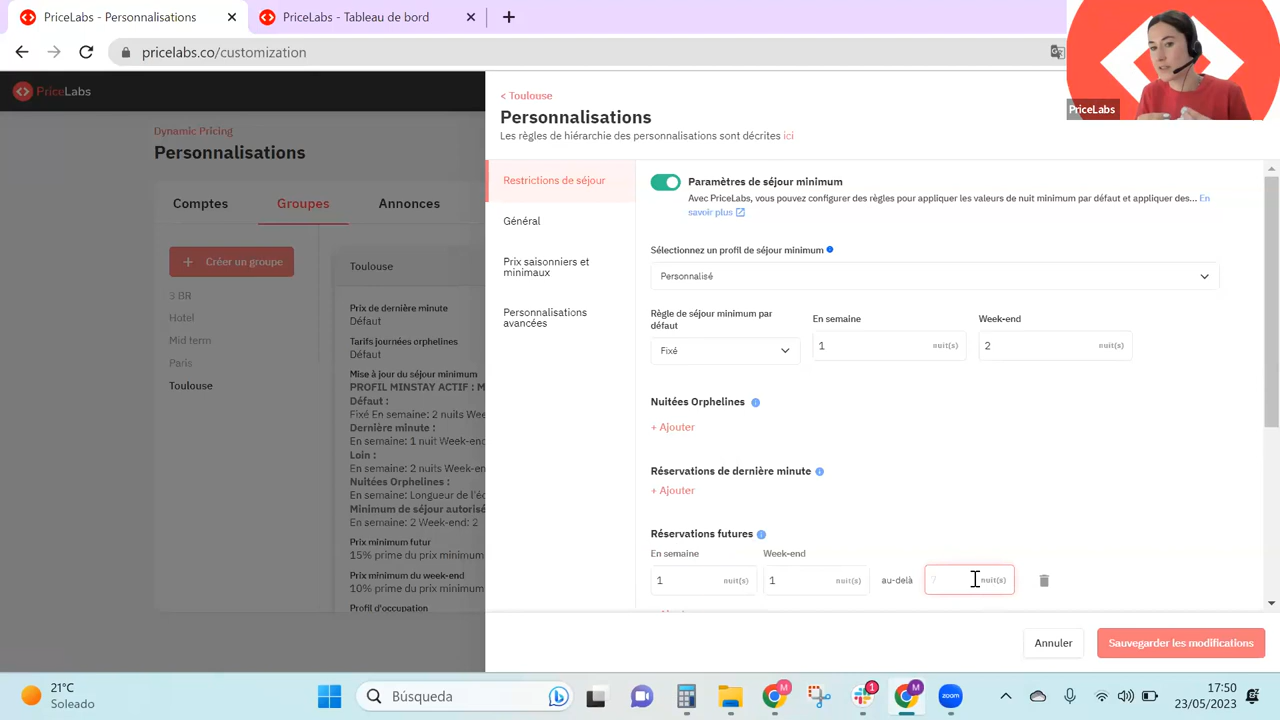 PriceLabs - Personalisations
PriceLabs - Tableau de bord
pricelabs.co/customization
PriceLabs
PriceLabs
Dynamic Pricing
Personnalisations
Comptes
Groupes
Annonces
Créer un groupe
3 BR
Hotel
Mid term
Paris
Toulouse
Toulouse
Prix de dernière minute
Défaut
Tarifs journées orphelines
Défaut
Mise à jour du séjour minimum
PROFIL MINSTAY ACTIF : M
Défaut :
Fixé En semaine: 2 nuits Week-en
Dernière minute :
En semaine: 1 nuit Week-end
Loin :
En semaine: 2 nuits Week-en
Nuitées Orphelines :
En semaine: Longueur de l'éc
Minimum de séjour autorisé
En semaine: 2 Week-end: 2
Prix minimum futur
15% prime du prix minimum
Prix minimum du week-end
10% prime du prix minimum
Profil d'occupation
< Toulouse
Personalisations
Les règles de hiérarchie des personnalisations sont décrites ici
Restrictions de séjour
Général
Prix saisonniers et
minimaux
Personnalisations
avancées
Paramètres de séjour minimum
Avec PriceLabs, vous pouvez configurer des règles pour appliquer les valeurs de nuit minimum par défaut et appliquer des... En
savoir plus
Sélectionnez un profil de séjour minimum
Personnalisé
Règle de séjour minimum par
défaut
En semaine
Week-end
Fixé
1 nuit(s)
2 nuit(s)
Nuitées Orphelines
+ Ajouter
Réservations de dernière minute
+ Ajouter
Réservations futures
En semaine
Week-end
1 nuit(s)
1 nuit(s)
au-delà
7 nuit(s)
Annuler
Sauvegarder les modifications
21°C
Soleado
Búsqueda
M
1
M
zoom
17:50
23/05/2023